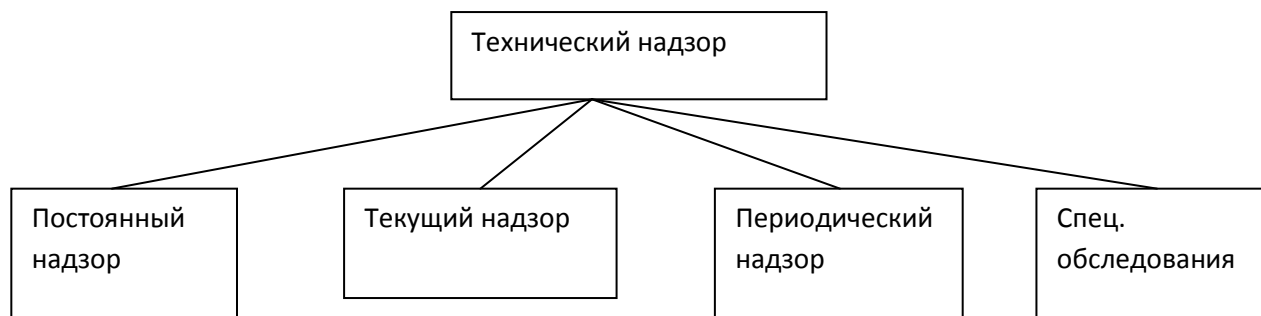 Технический надзор
Постоянный
надзор
Текущий надзор
Периодический
надзор
Спец.
обследования